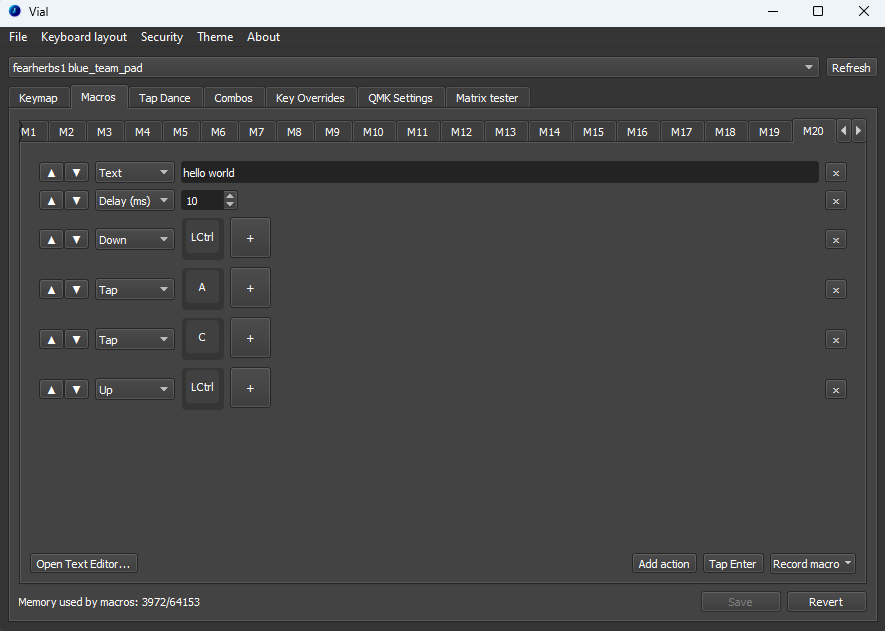 Vial
File Keyboard layout Security Theme About
fearherbs1 blue_team_pad Refresh
Keymap Macros Tap Dance Combos Key Overrides QMK Settings Matrix tester
M1 M2 M3 M4 M5 M6 M7 M8 M9 M10 M11 M12 M13 M14 M15 M16 M17 M18 M19 M20
Text hello world
Delay (ms) 10
Down LCtrl +
Tap A +
Tap C +
Up LCtrl +
Open Text Editor... Add action Tap Enter Record macro
Memory used by macros: 3972/64153 Save Revert